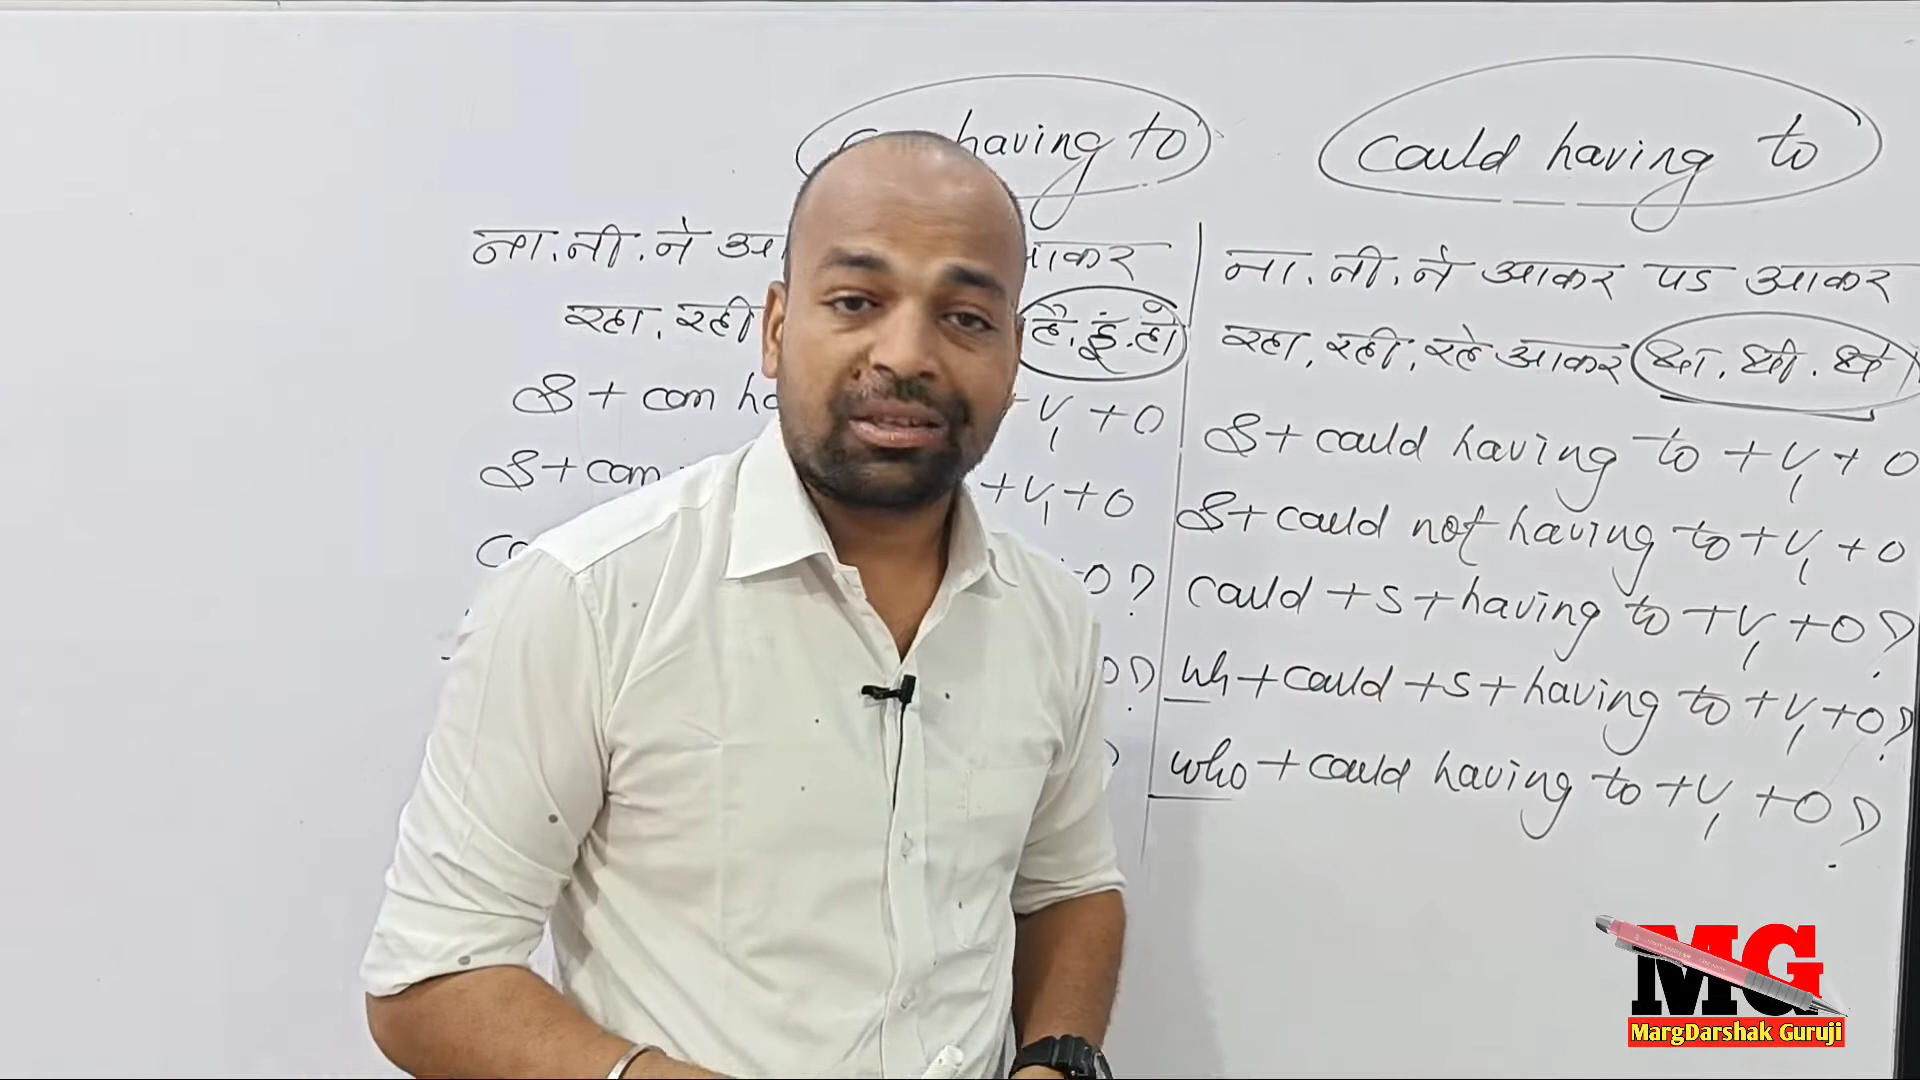 having to
ना. नी. ने आकर
रहा. रही है. हूं. हो
S + can + V1 + O
S + can + V1 + O
O?
could having to
ना. नी. ने आकर पड आकर
रहा. रही. रहे आकर था. थी. थे
S + could having to + V1 + O
S + could not having to + V1 + O
could + S + having to + V1 + O?
wh + could + S + having to + V1 + O?
who + could having to + V1 + O?
MG
MargDarshak Guruji